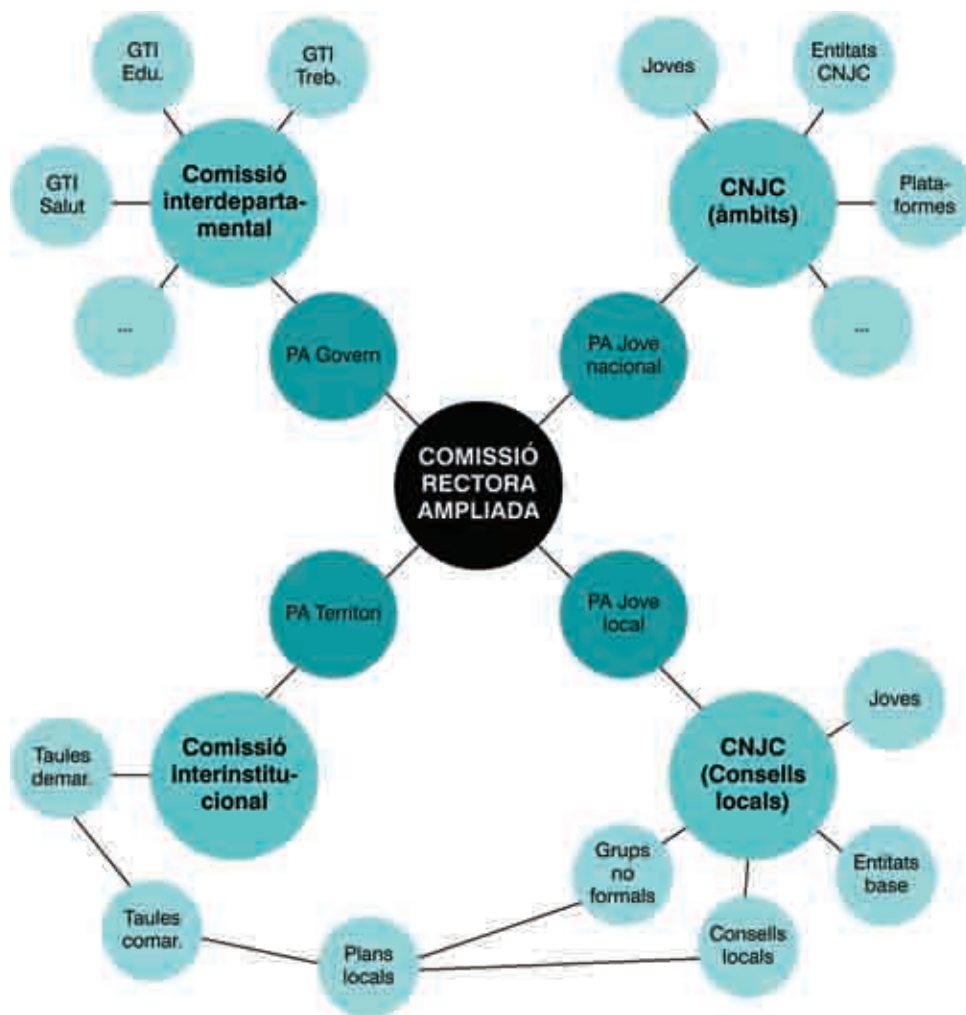 GTI
Edu.
GTI
Treb.
Joves
Entitats
CNJC
GTI
Salut
Comissió
interdeparta-
mental
CNJC
(àmbits)
Plata-
formes
...
...
PA Govern
PA Jove
nacional
COMISSIÓ
RECTORA
AMPLIADA
PA Territori
PA Jove
local
Joves
Taules
demar.
Comissió
interinstitu-
cional
CNJC
(Consells
locals)
Grups
no
formals
Entitats
base
Taules
comar.
Plans
locals
Consells
locals